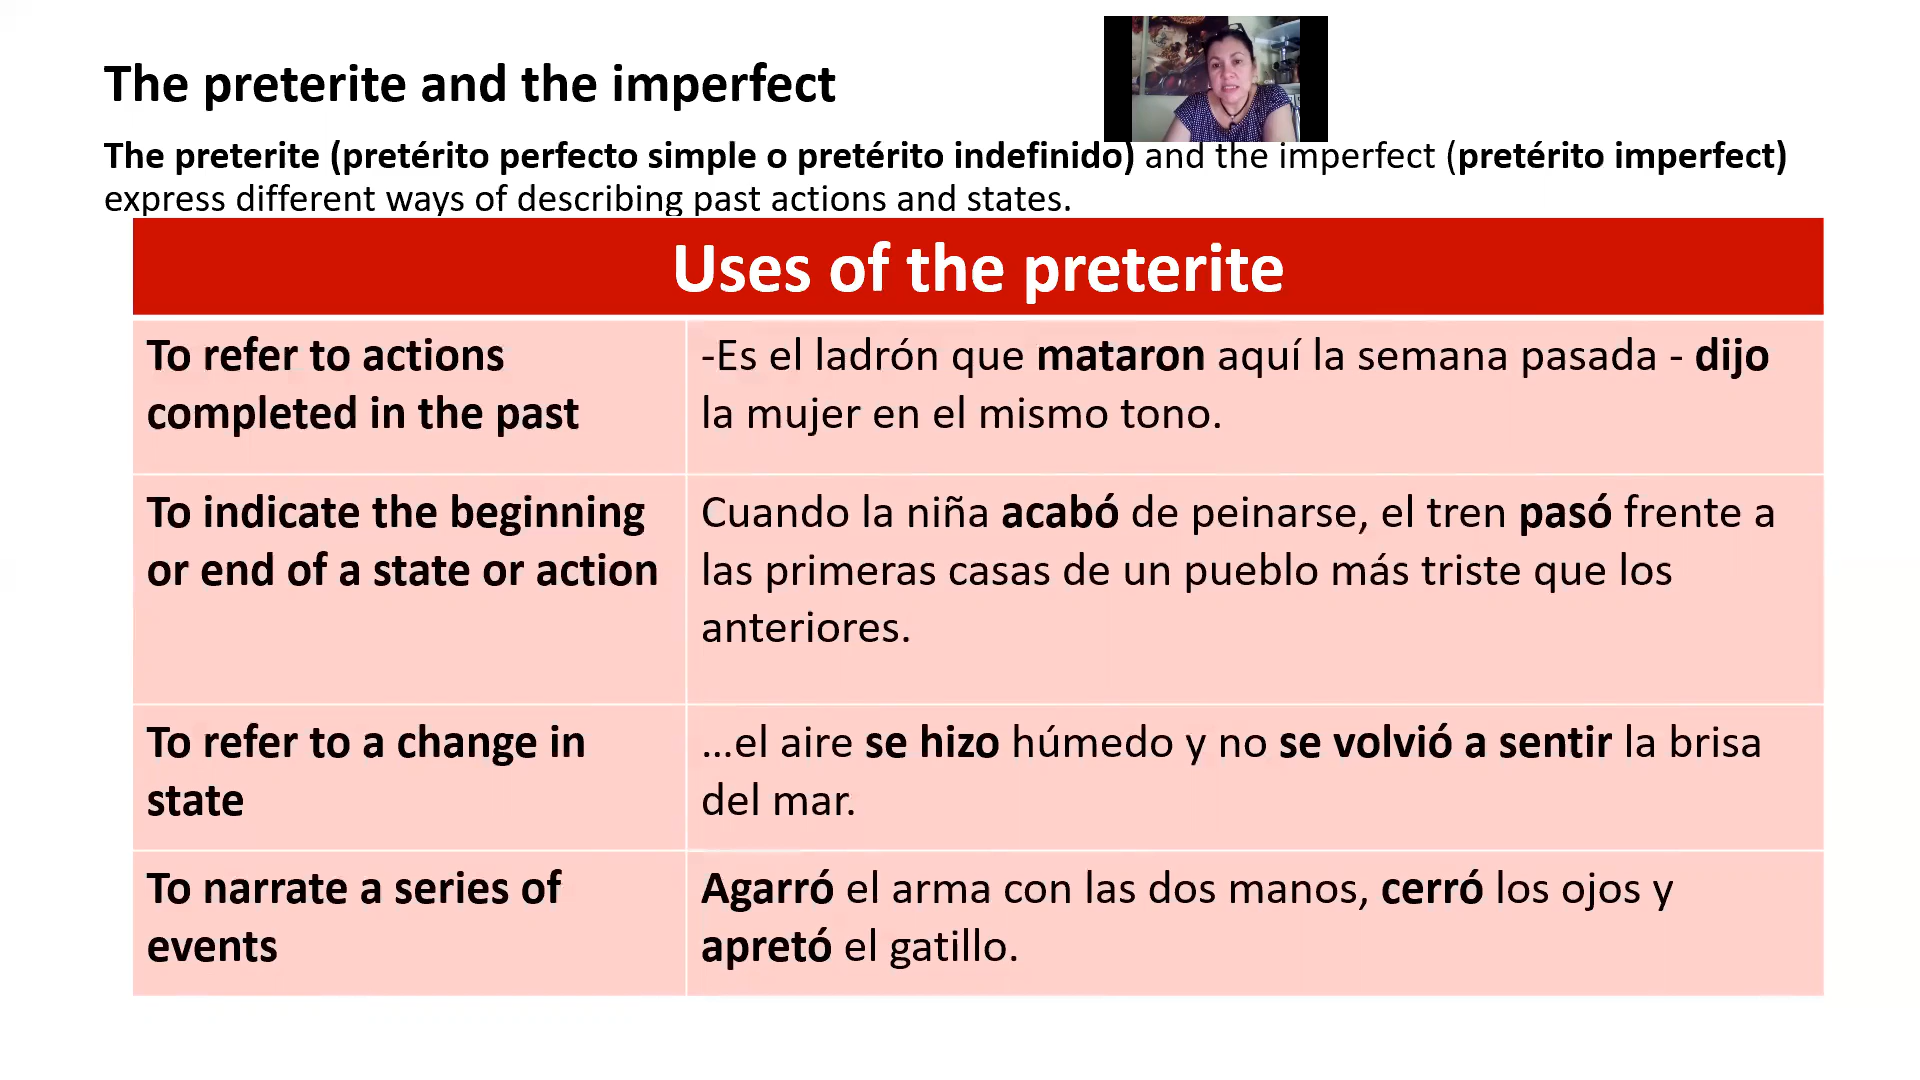 The preterite and the imperfect
The preterite (pretérito perfecto simple o pretérito indefinido) and the imperfect (pretérito imperfect)
express different ways of describing past actions and states.
Uses of the preterite
To refer to actions
completed in the past
-Es el ladrón que mataron aquí la semana pasada - dijo
la mujer en el mismo tono.
To indicate the beginning
or end of a state or action
Cuando la niña acabó de peinarse, el tren pasó frente a
las primeras casas de un pueblo más triste que los
anteriores.
To refer to a change in
state
…el aire se hizo húmedo y no se volvió a sentir la brisa
del mar.
To narrate a series of
events
Agarró el arma con las dos manos, cerró los ojos y
apretó el gatillo.